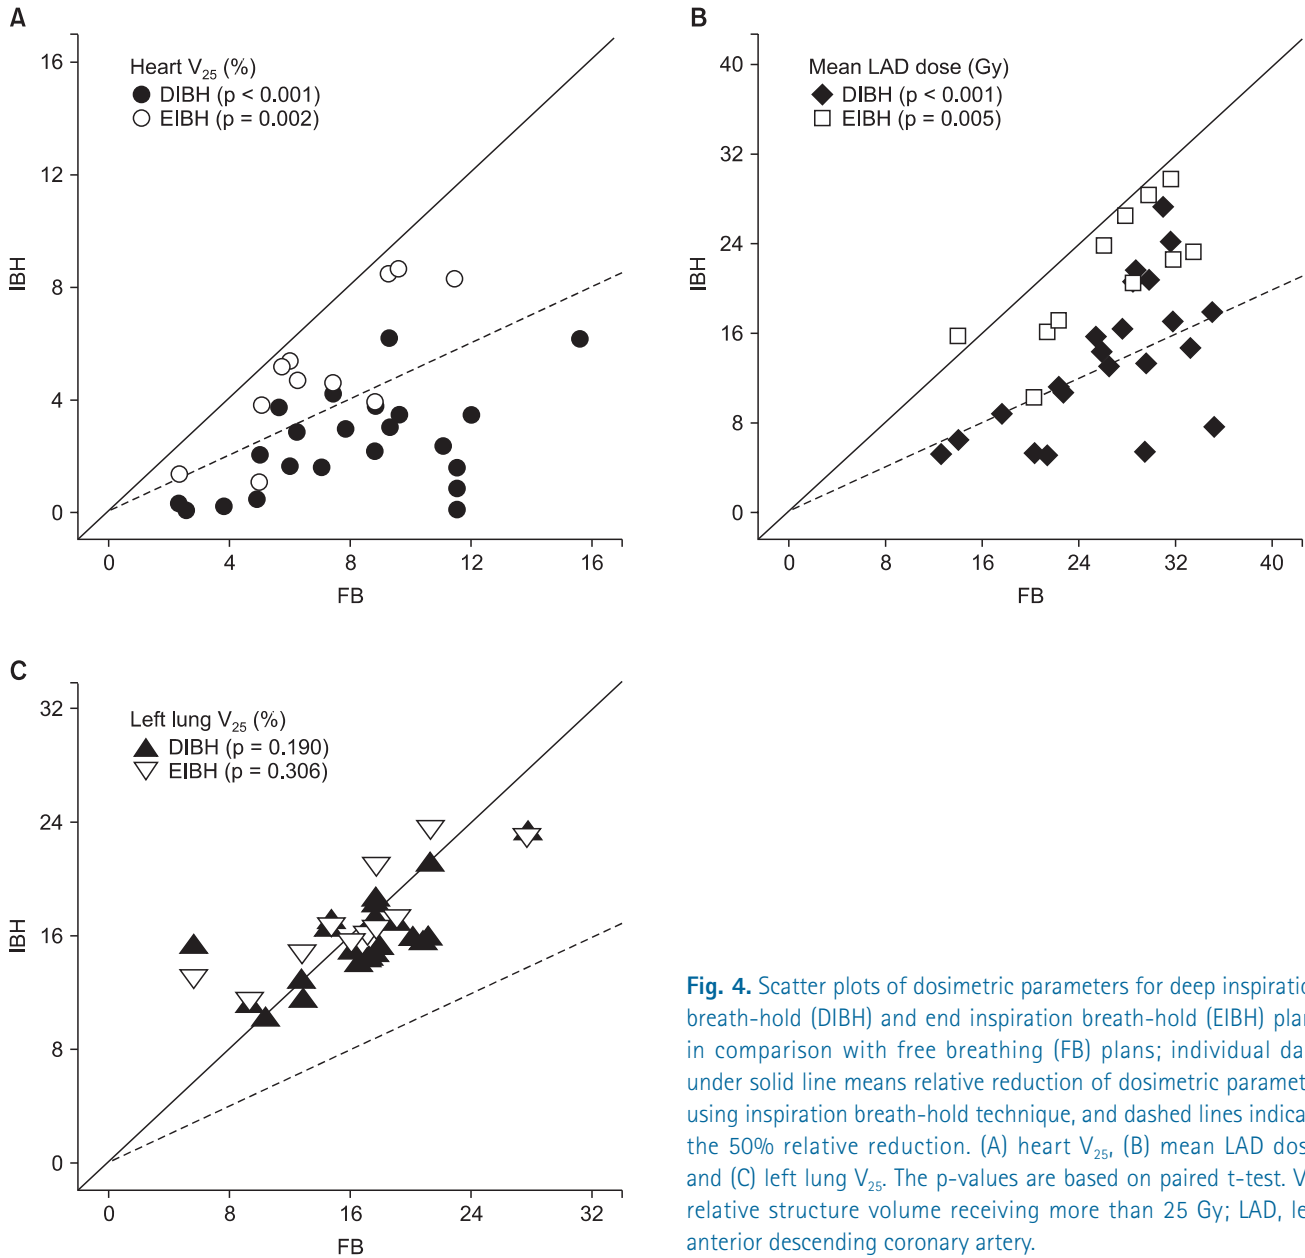 A
16
12
8
4
0
IBH
Heart V25 (%)
DIBH (p < 0.001)
EIBH (p = 0.002)
0 4 8 12 16
FB
B
40
32
24
16
8
0
IBH
Mean LAD dose (Gy)
DIBH (p < 0.001)
EIBH (p = 0.005)
0 8 16 24 32 40
FB
C
32
24
16
8
0
IBH
Left lung V25 (%)
DIBH (p = 0.190)
EIBH (p = 0.306)
0 8 16 24 32
FB
Fig. 4. Scatter plots of dosimetric parameters for deep inspiratio
breath-hold (DIBH) and end inspiration breath-hold (EIBH) plan
in comparison with free breathing (FB) plans; individual da
under solid line means relative reduction of dosimetric paramet
using inspiration breath-hold technique, and dashed lines indica
the 50% relative reduction. (A) heart V25, (B) mean LAD dos
and (C) left lung V25. The p-values are based on paired t-test. V
relative structure volume receiving more than 25 Gy; LAD, le
anterior descending coronary artery.